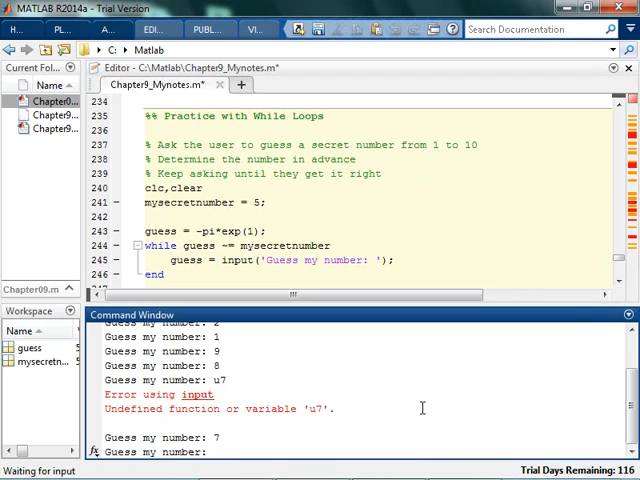 MATLAB R2014a - Trial Version
H... PL... A... EDI... PUBL... VI... Search Documentation
C: Matlab
Current Fol... Editor - C:\Matlab\Chapter9_Mynotes.m*
Name Chapter9_Mynotes.m*
Chapter0...
Chapter9...
Chapter9...
234
235 %% Practice with While Loops
236
237 % Ask the user to guess a secret number from 1 to 10
238 % Determine the number in advance
239 % Keep asking until they get it right
240 clc,clear
241 mysecretnumber = 5;
242
243 guess = -pi*exp(1);
244 while guess ~= mysecretnumber
245 guess = input('Guess my number: ');
246 end
Chapter09.m
Workspace
Name
guess 5
mysecretn... 5
Command Window
Guess my number: 2
Guess my number: 1
Guess my number: 9
Guess my number: 8
Guess my number: u7
Error using input
Undefined function or variable 'u7'.
Guess my number: 7
fx Guess my number:
Waiting for input Trial Days Remaining: 116